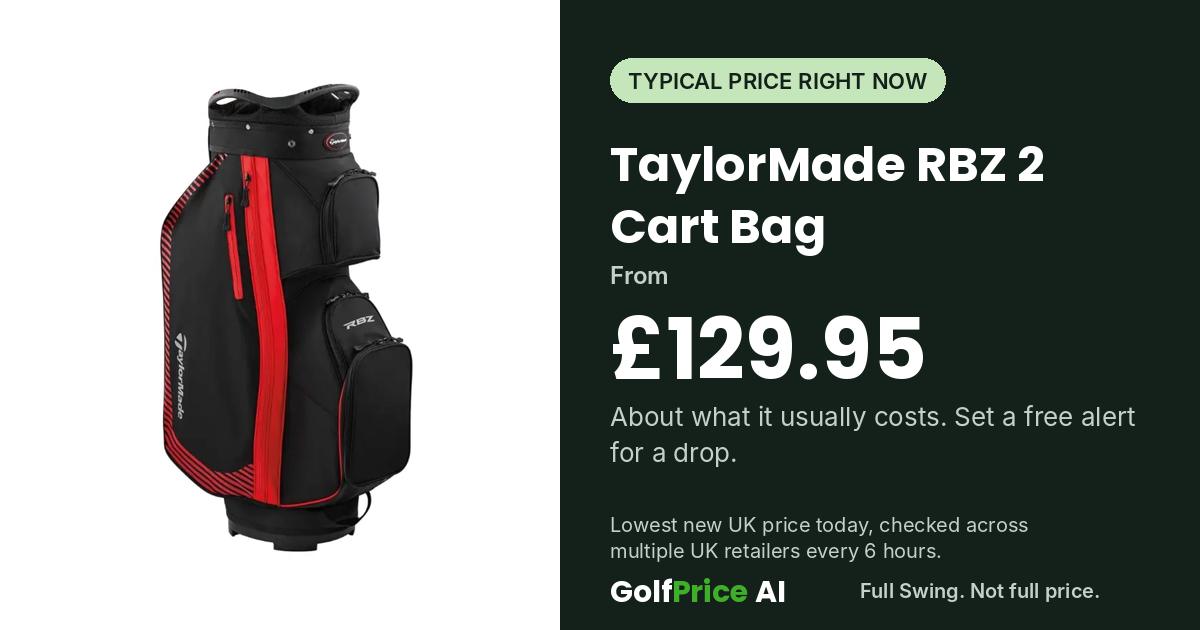 TYPICAL PRICE RIGHT NOW
TaylorMade RBZ 2
Cart Bag
From
£129.95
About what it usually costs. Set a free alert
for a drop.
Lowest new UK price today, checked across
multiple UK retailers every 6 hours.
GolfPrice AI
Full Swing. Not full price.
RBZ
TaylorMade